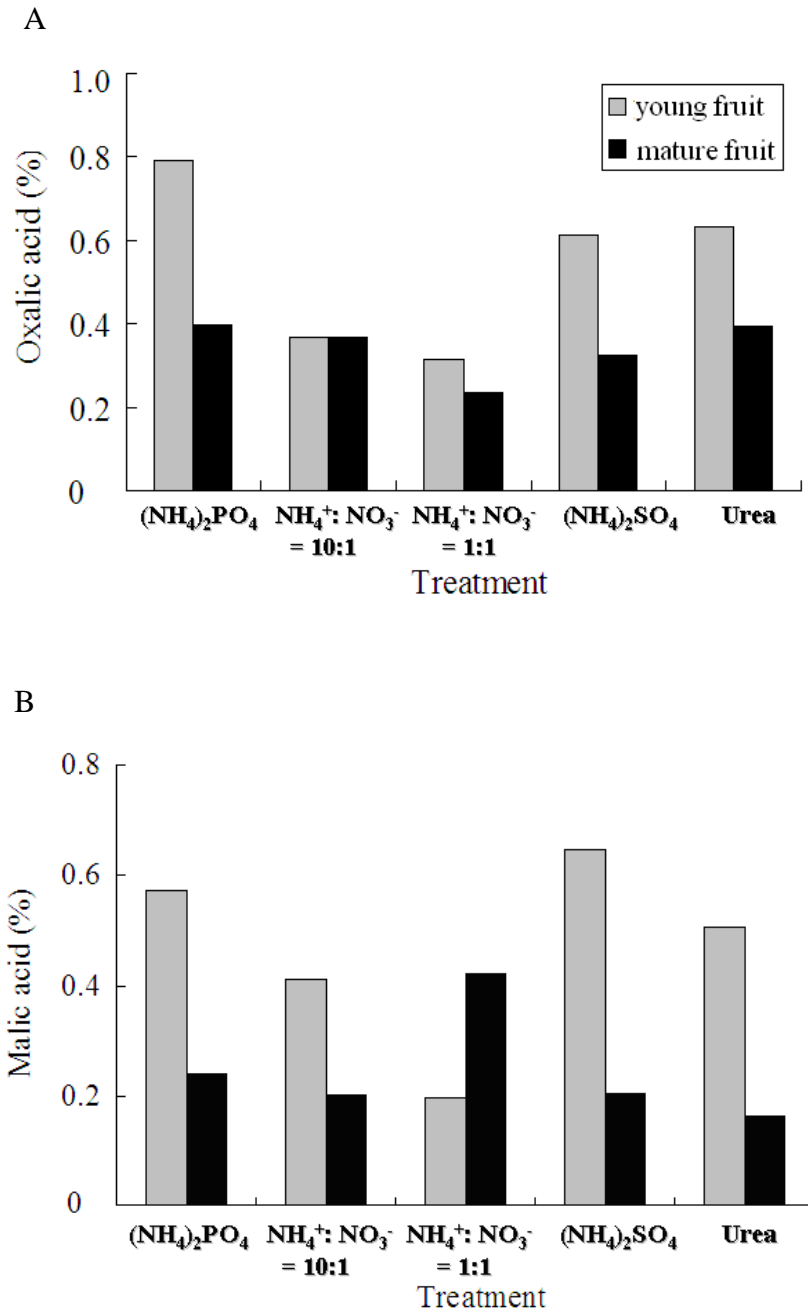 A
1.0
0.8
0.6
0.4
0.2
0
Oxalic acid (%)
young fruit
mature fruit
(NH₄)₂PO₄ NH₄⁺: NO₃⁻ NH₄⁺: NO₃⁻ (NH₄)₂SO₄ Urea
= 10:1 = 1:1
Treatment
B
0.8
0.6
0.4
0.2
0
Malic acid (%)
(NH₄)₂PO₄ NH₄⁺: NO₃⁻ NH₄⁺: NO₃⁻ (NH₄)₂SO₄ Urea
= 10:1 = 1:1
Treatment